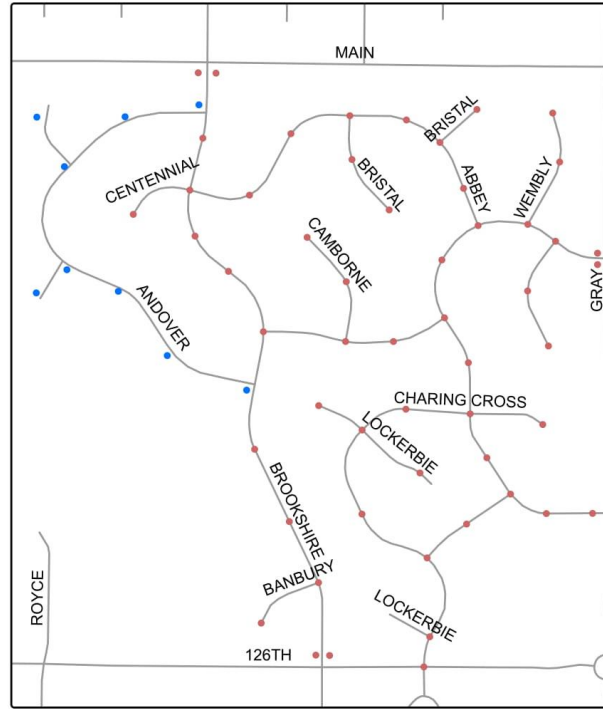 MAIN
BRISTAL
CENTENNIAL
BRISTAL
ABBEY
WEMBLY
CAMBORNE
GRAY
ANDOVER
CHARING CROSS
LOCKERBIE
BROOKSHIRE
BANBURY
ROYCE
LOCKERBIE
126TH